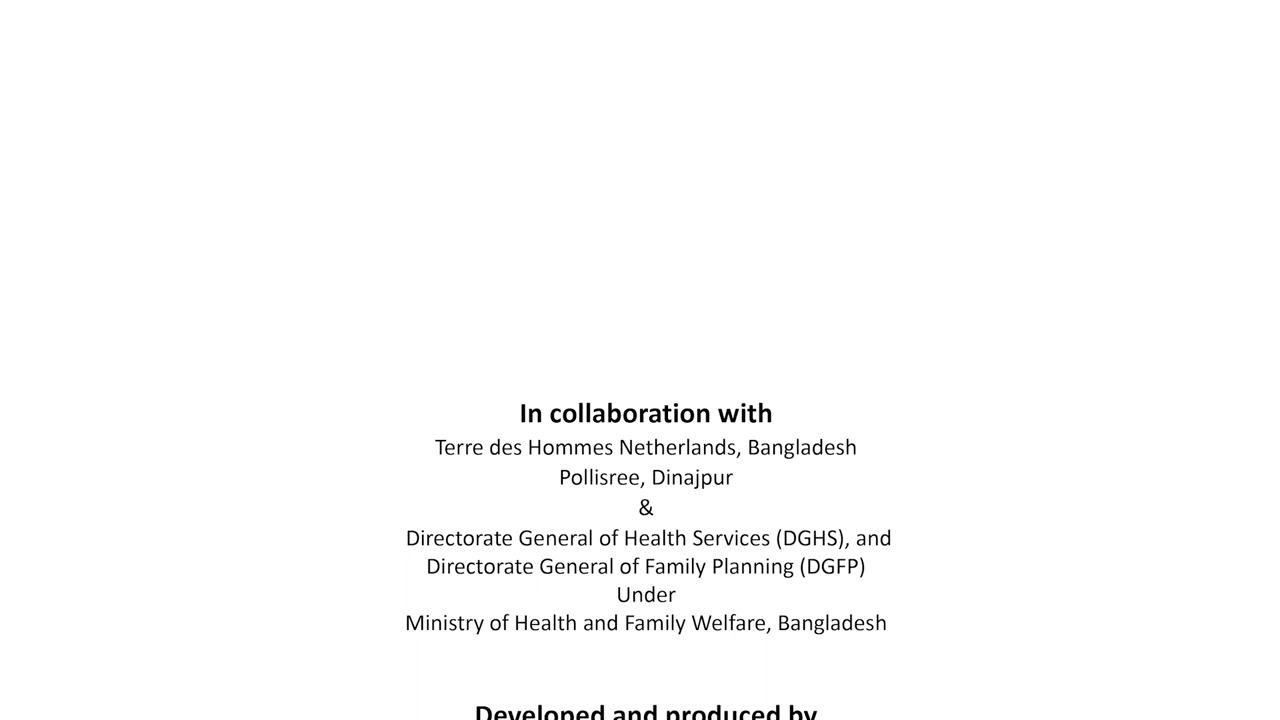 In collaboration with
Terre des Hommes Netherlands, Bangladesh
Pollisree, Dinajpur
&
Directorate General of Health Services (DGHS), and
Directorate General of Family Planning (DGFP)
Under
Ministry of Health and Family Welfare, Bangladesh
Developed and produced by